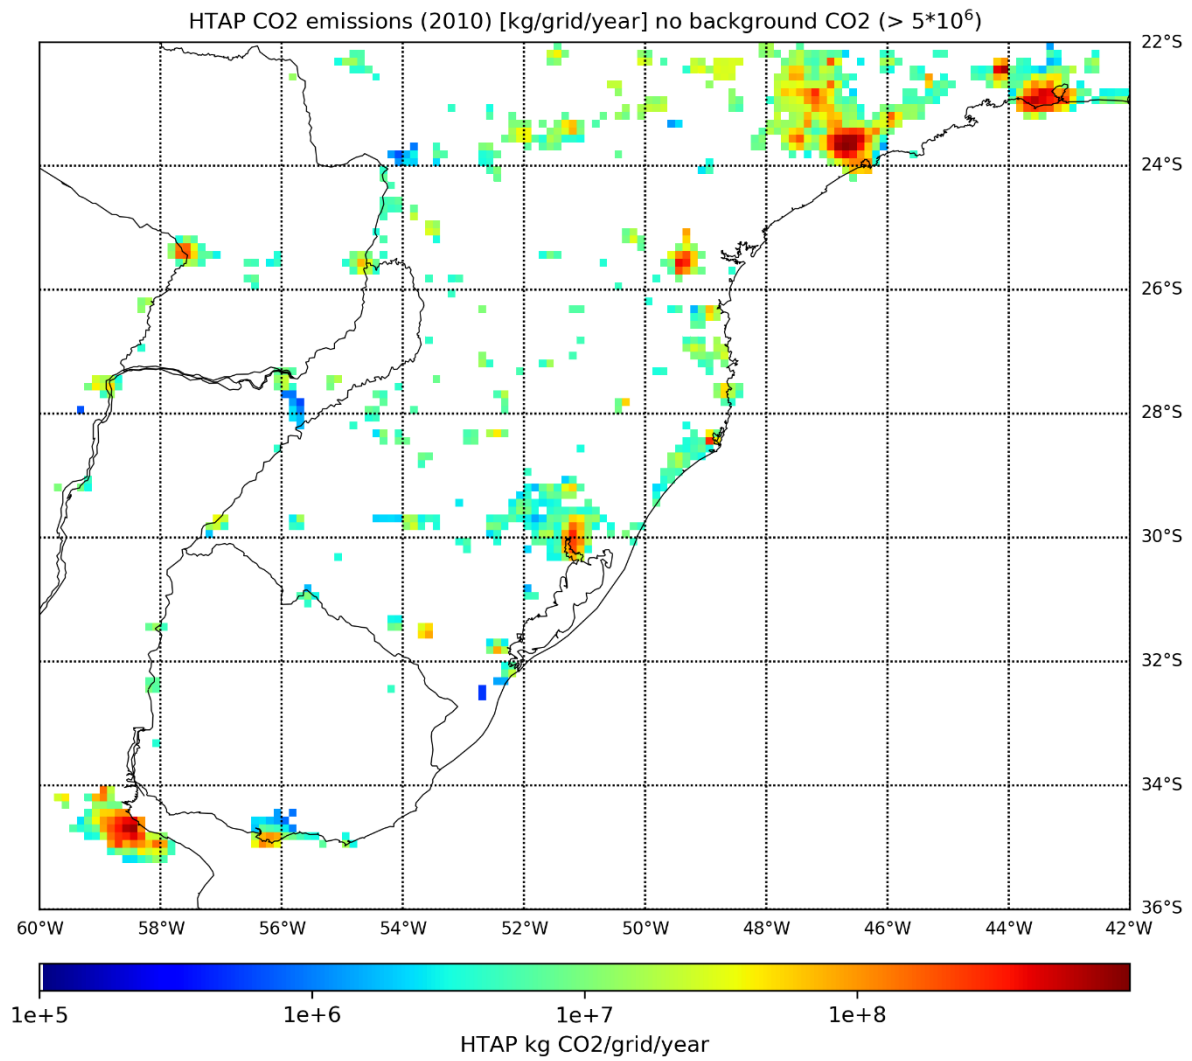 HTAP CO2 emissions (2010) [kg/grid/year] no background CO2 (> 5*10⁶)
22°S
24°S
26°S
28°S
30°S
32°S
34°S
36°S
60°W 58°W 56°W 54°W 52°W 50°W 48°W 46°W 44°W 42°W
1e+5 1e+6 1e+7 1e+8
HTAP kg CO2/grid/year